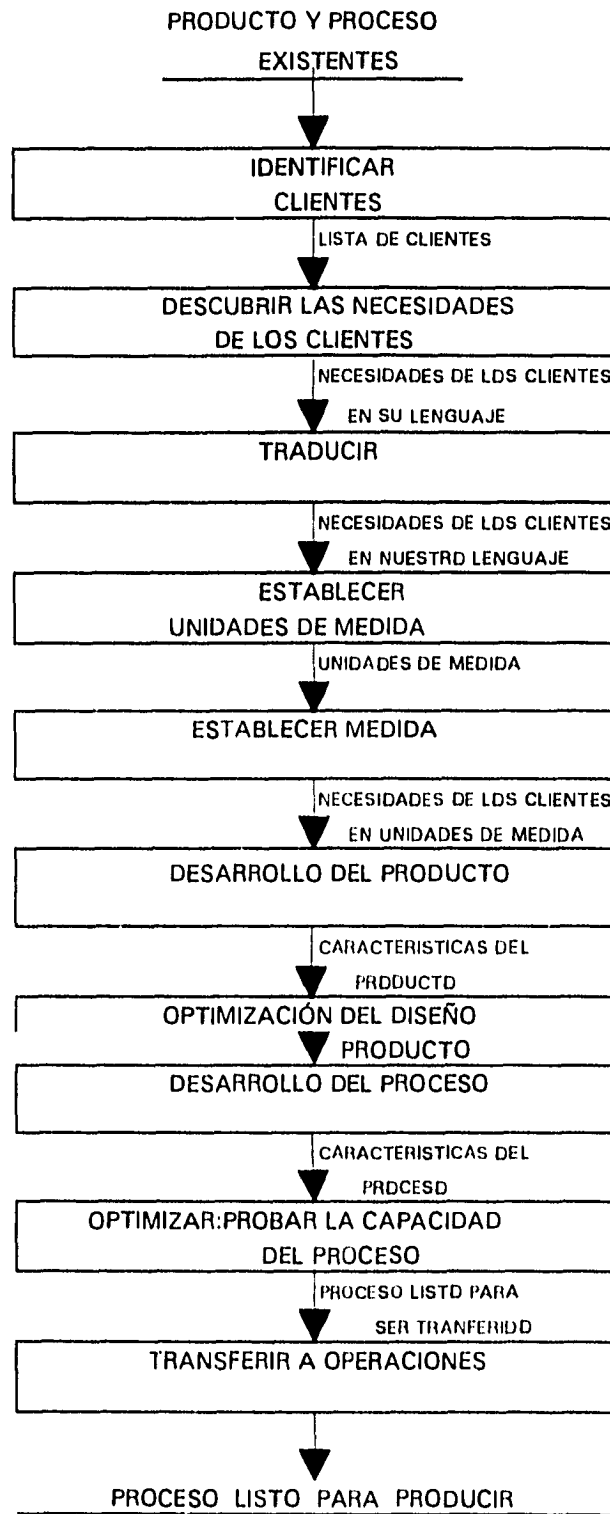 PRODUCTO Y PROCESO
EXISTENTES
IDENTIFICAR
CLIENTES
LISTA DE CLIENTES
DESCUBRIR LAS NECESIDADES
DE LOS CLIENTES
NECESIDADES DE LDS CLIENTES
EN SU LENGUAJE
TRADUCIR
NECESIDADES DE LDS CLIENTES
EN NUESTRD LENGUAJE
ESTABLECER
UNIDADES DE MEDIDA
UNIDADES DE MEDIDA
ESTABLECER MEDIDA
NECESIDADES DE LDS CLIENTES
EN UNIDADES DE MEDIDA
DESARROLLO DEL PRODUCTO
CARACTERISTICAS DEL
PRDDUCTD
OPTIMIZACIÓN DEL DISEÑO
PRODUCTO
DESARROLLO DEL PROCESO
CARACTERISTICAS DEL
PRDCESD
OPTIMIZAR:PROBAR LA CAPACIDAD
DEL PROCESO
PROCESO LISTD PARA
SER TRANFERIDD
TRANSFERIR A OPERACIONES
PROCESO LISTO PARA PRODUCIR